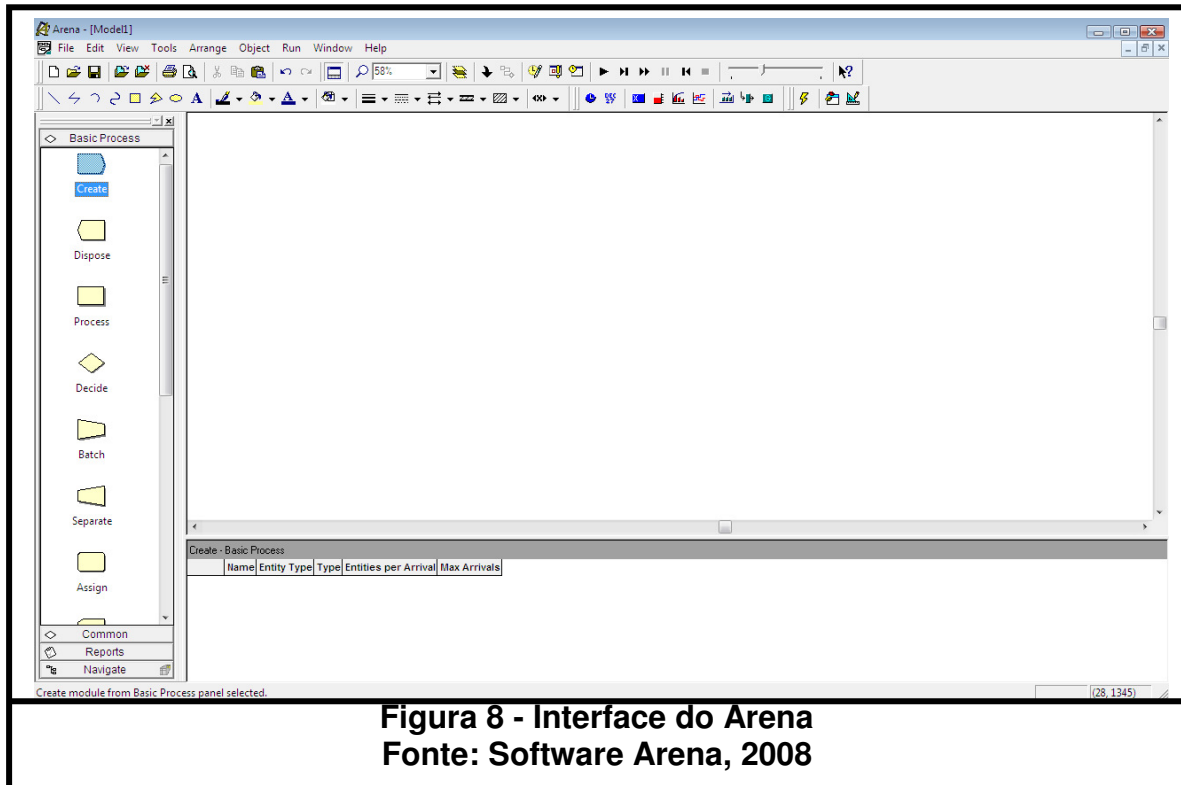 Arena - [Model1]
File Edit View Tools Arrange Object Run Window Help
58%
A
Basic Process
Create
Dispose
Process
Decide
Batch
Separate
Assign
Common
Reports
Navigate
Create - Basic Process
Name Entity Type Type Entities per Arrival Max Arrivals
Create module from Basic Process panel selected.
(28, 1345)
Figura 8 - Interface do Arena
Fonte: Software Arena, 2008